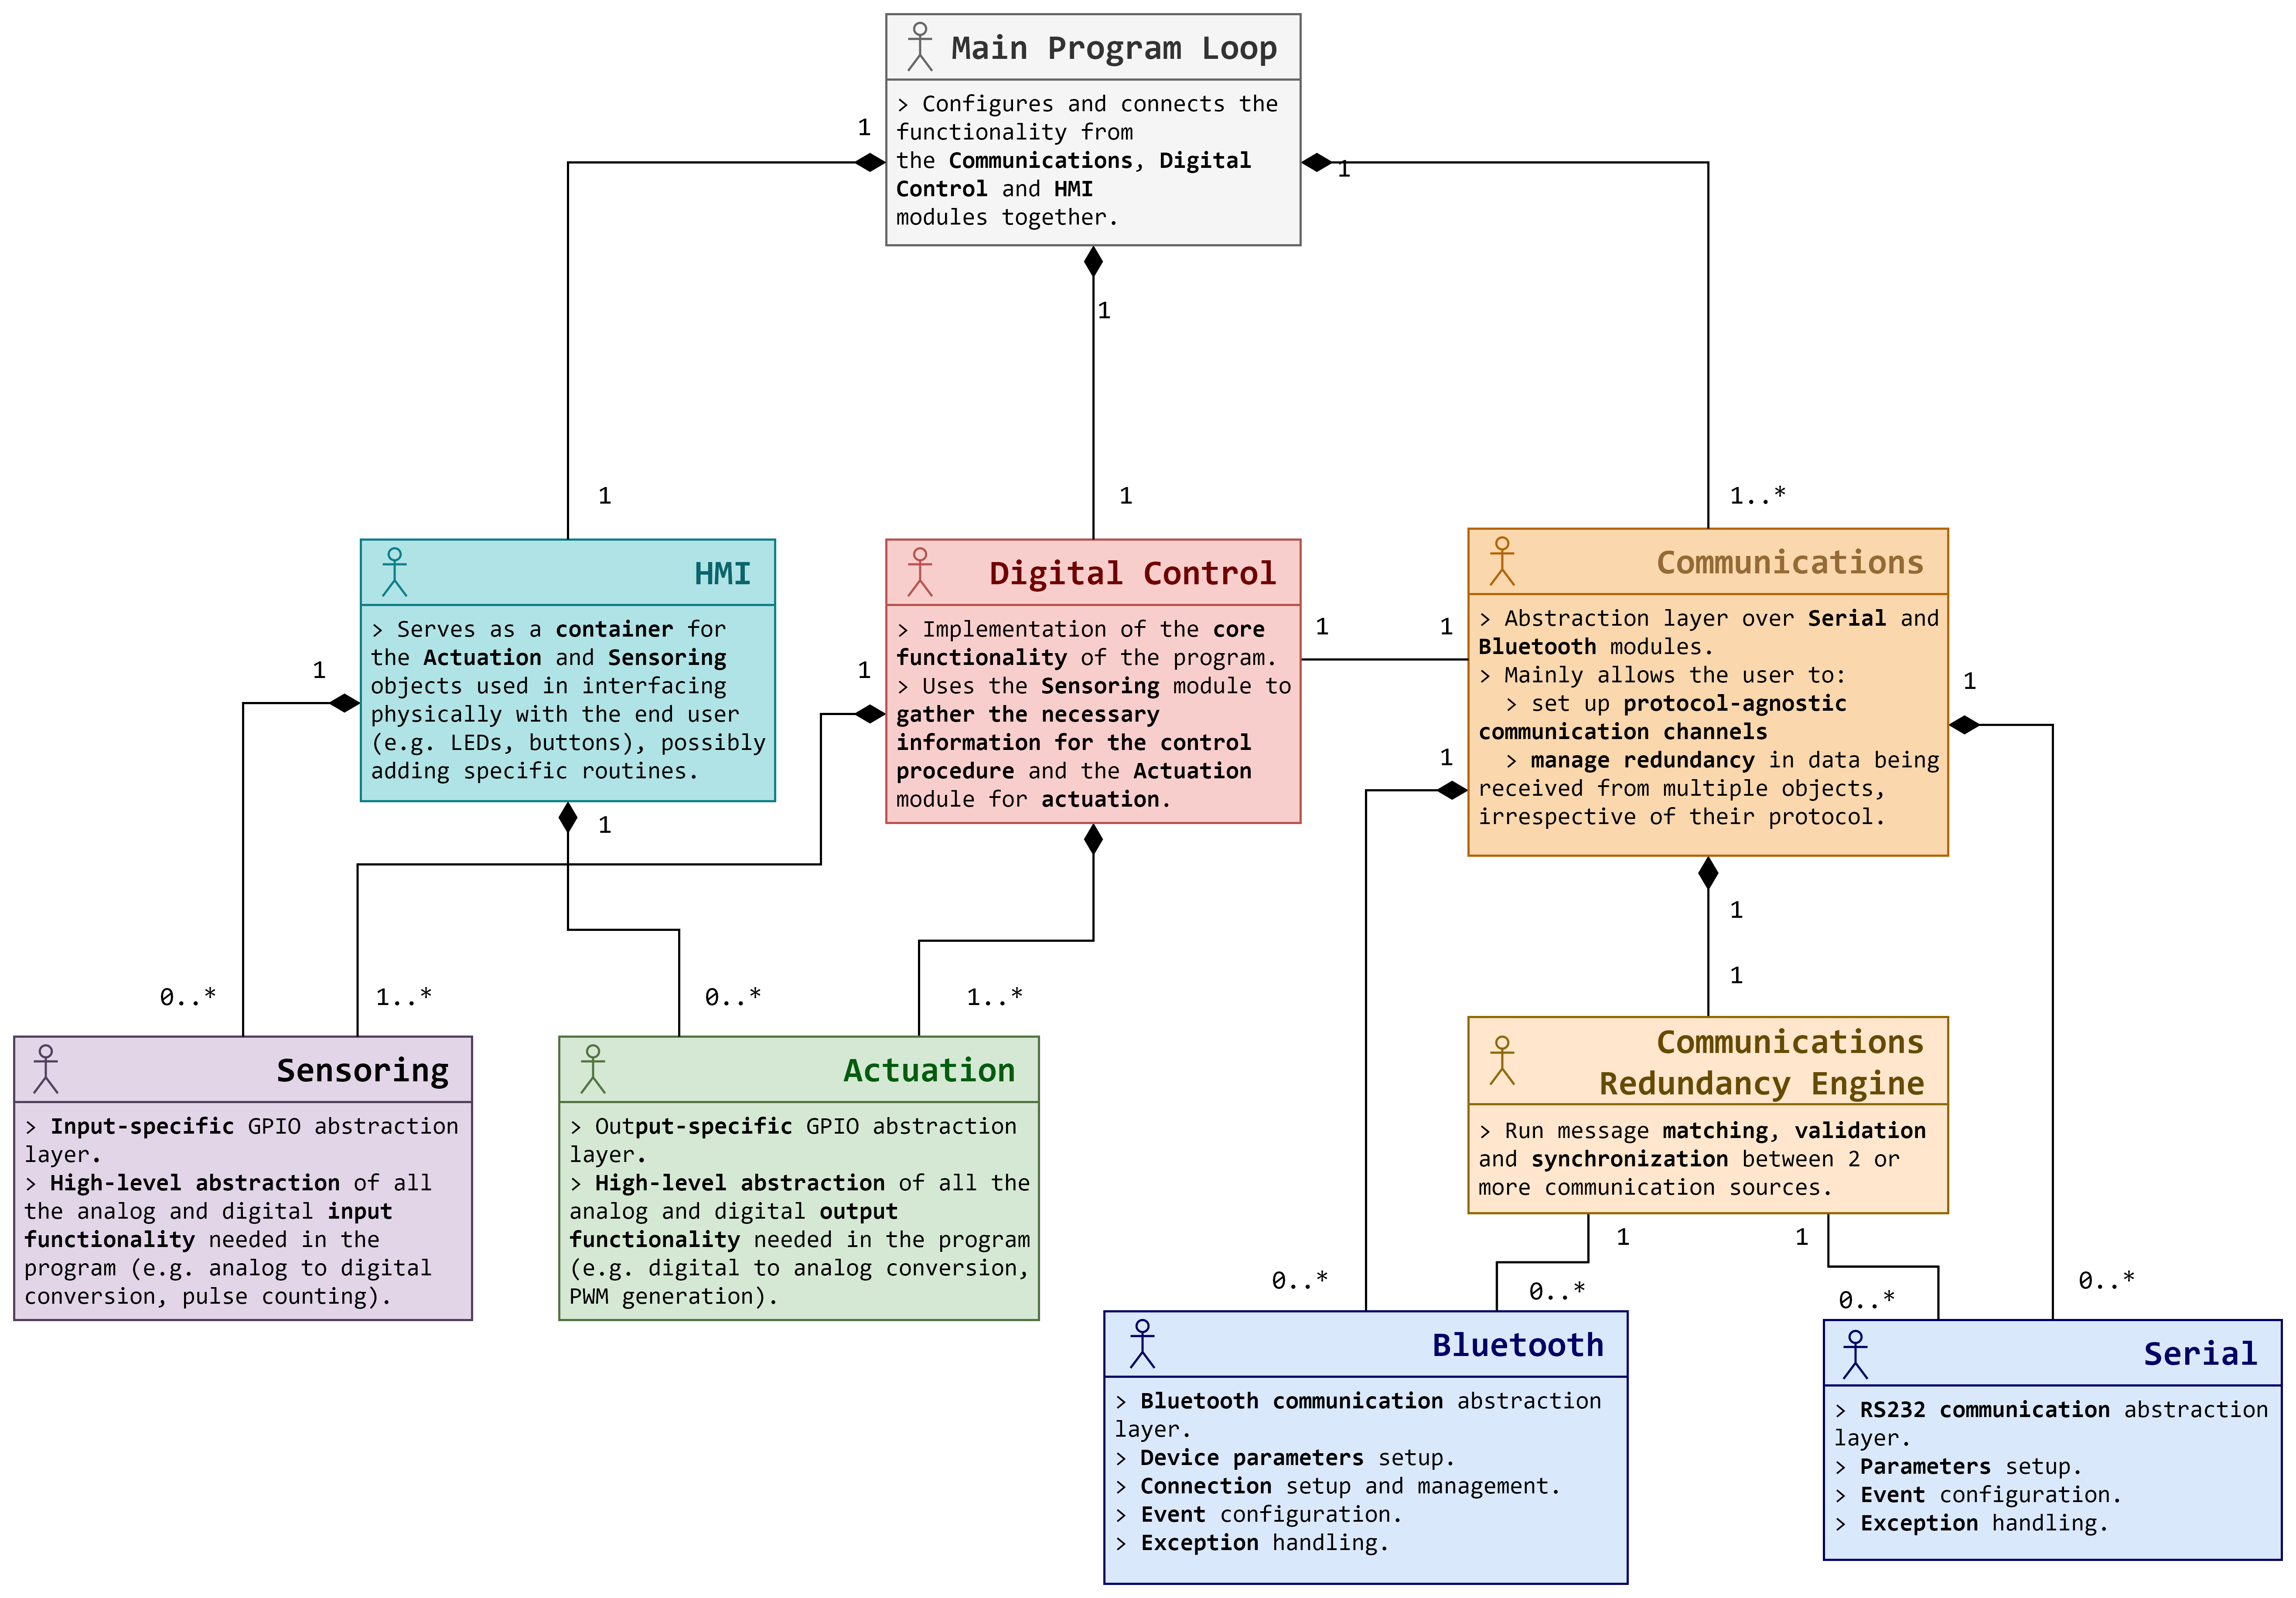 Main Program Loop
> Configures and connects the
functionality from
the Communications, Digital
Control and HMI
modules together.
1
1
1
1
1
1..*
HMI
> Serves as a container for
the Actuation and Sensoring
objects used in interfacing
physically with the end user
(e.g. LEDs, buttons), possibly
adding specific routines.
1
1
Digital Control
> Implementation of the core
functionality of the program.
> Uses the Sensoring module to
gather the necessary
information for the control
procedure and the Actuation
module for actuation.
1
1
1
Communications
> Abstraction layer over Serial and
Bluetooth modules.
> Mainly allows the user to:
> set up protocol-agnostic
communication channels
> manage redundancy in data being
received from multiple objects,
irrespective of their protocol.
1
1
1
1
0..*
1..*
0..*
1..*
Sensoring
> Input-specific GPIO abstraction
layer.
> High-level abstraction of all
the analog and digital input
functionality needed in the
program (e.g. analog to digital
conversion, pulse counting).
Actuation
> Output-specific GPIO abstraction
layer.
> High-level abstraction of all the
analog and digital output
functionality needed in the program
(e.g. digital to analog conversion,
PWM generation).
Communications
Redundancy Engine
> Run message matching, validation
and synchronization between 2 or
more communication sources.
1
1
0..*
0..*
0..*
0..*
Bluetooth
> Bluetooth communication abstraction
layer.
> Device parameters setup.
> Connection setup and management.
> Event configuration.
> Exception handling.
Serial
> RS232 communication abstraction
layer.
> Parameters setup.
> Event configuration.
> Exception handling.